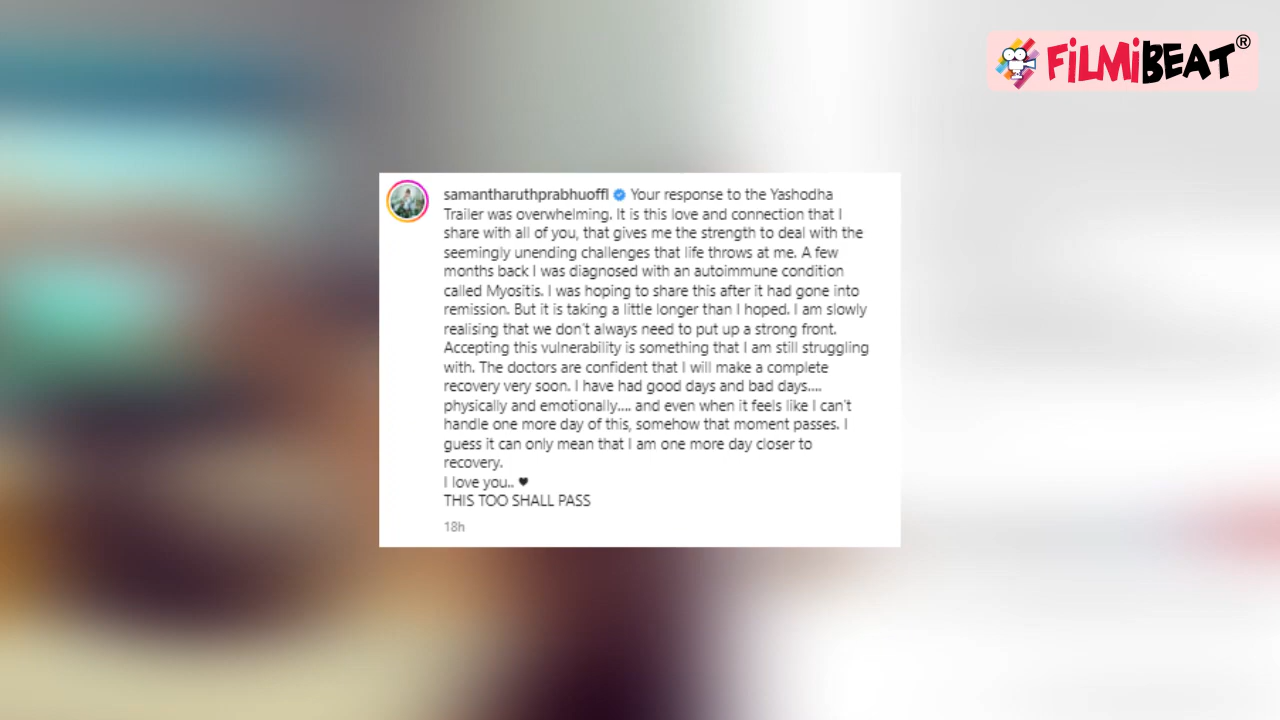 FiLMiBEAT®
samantharuthprabhuoffl Your response to the Yashodha
Trailer was overwhelming. It is this love and connection that I
share with all of you, that gives me the strength to deal with the
seemingly unending challenges that life throws at me. A few
months back I was diagnosed with an autoimmune condition
called Myositis. I was hoping to share this after it had gone into
remission. But it is taking a little longer than I hoped. I am slowly
realising that we don't always need to put up a strong front.
Accepting this vulnerability is something that I am still struggling
with. The doctors are confident that I will make a complete
recovery very soon. I have had good days and bad days....
physically and emotionally.... and even when it feels like I can't
handle one more day of this, somehow that moment passes. I
guess it can only mean that I am one more day closer to
recovery.
I love you.. ♥
THIS TOO SHALL PASS
18h